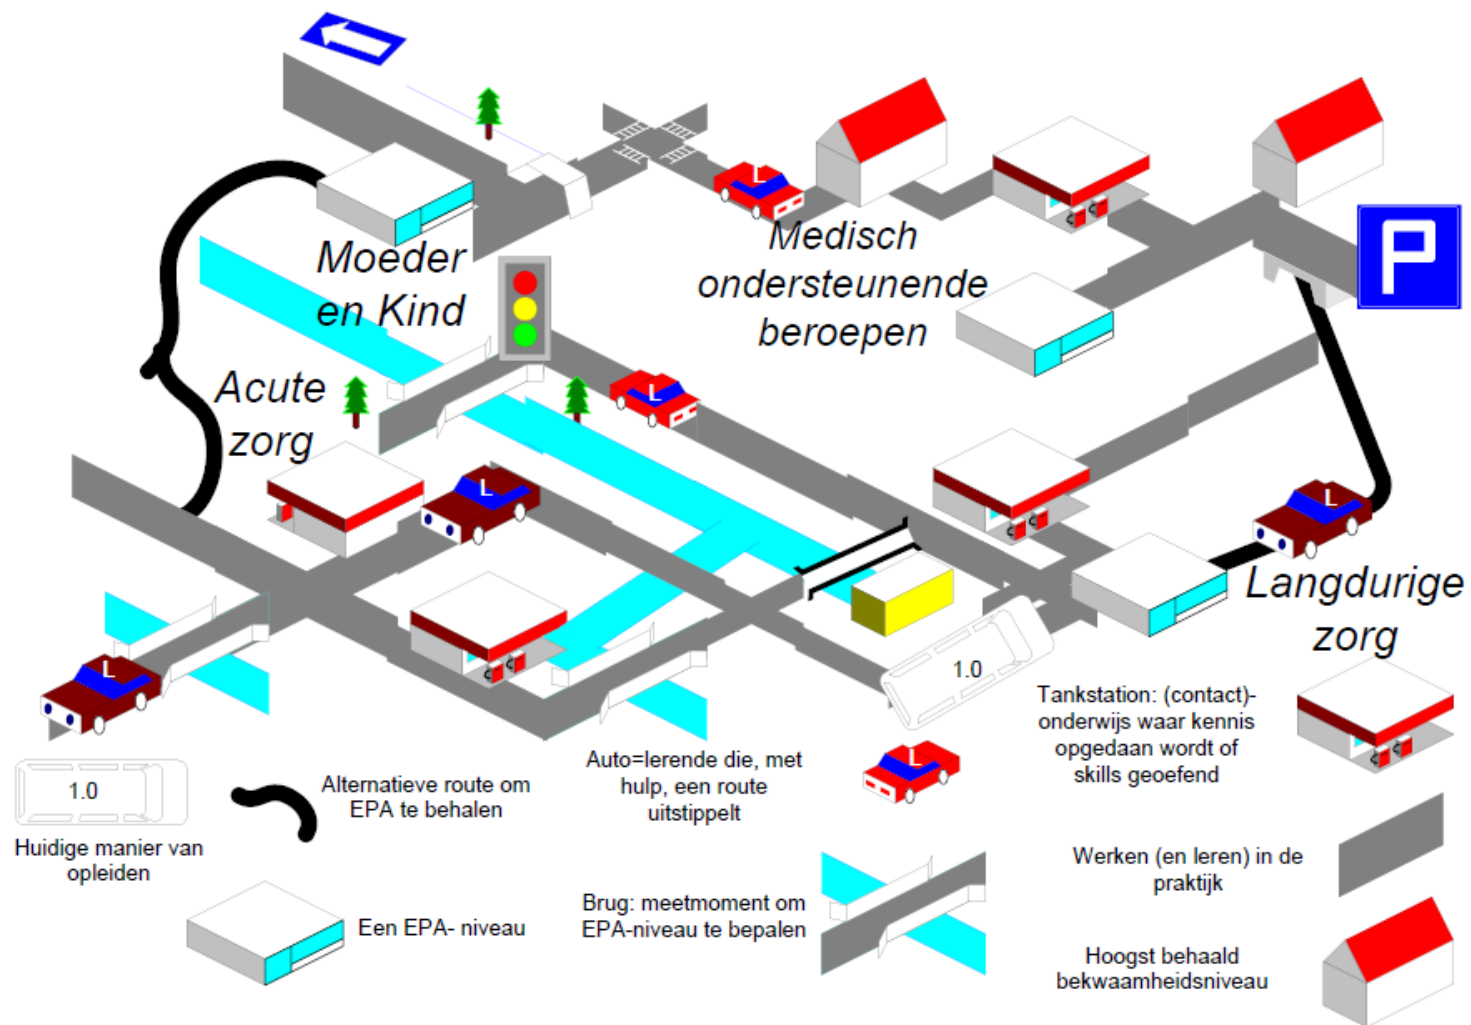 L
P
Medisch
ondersteunende
beroepen
Moeder
en Kind
L
Acute
zorg
L
L
Langdurige
zorg
L
1.0
Tankstation: (contact)-
onderwijs waar kennis
opgedaan wordt of
skills geoefend
Auto=lerende die, met
hulp, een route
uitstippelt
L
1.0
Alternatieve route om
EPA te behalen
Huidige manier van
opleiden
Werken (en leren) in de
praktijk
Een EPA- niveau
Brug: meetmoment om
EPA-niveau te bepalen
Hoogst behaald
bekwaamheidsniveau